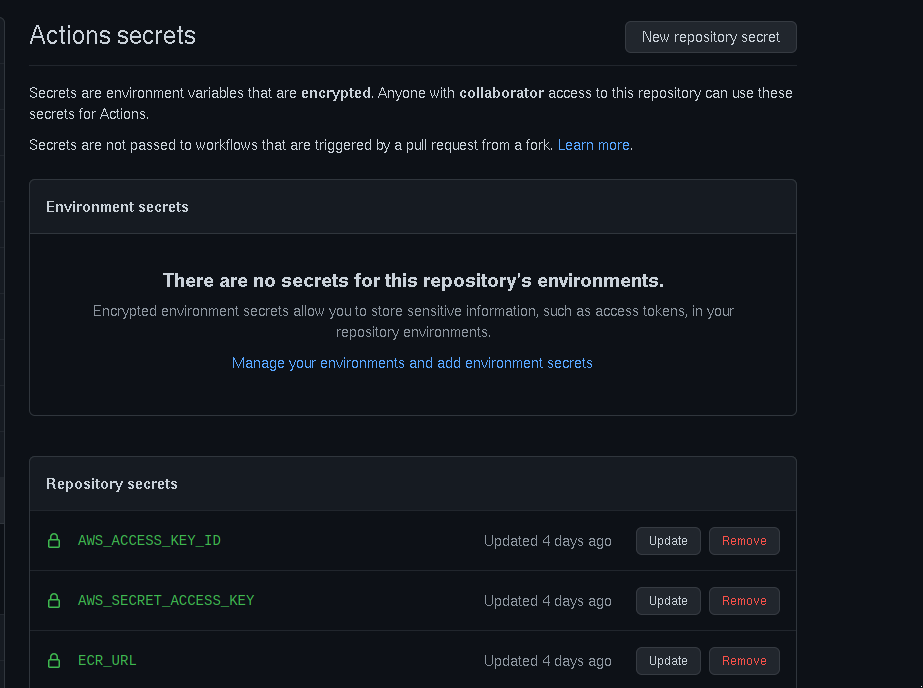 Actions secrets
New repository secret
Secrets are environment variables that are encrypted. Anyone with collaborator access to this repository can use these
secrets for Actions.
Secrets are not passed to workflows that are triggered by a pull request from a fork. Learn more.
Environment secrets
There are no secrets for this repository's environments.
Encrypted environment secrets allow you to store sensitive information, such as access tokens, in your
repository environments.
Manage your environments and add environment secrets
Repository secrets
AWS_ACCESS_KEY_ID Updated 4 days ago Update Remove
AWS_SECRET_ACCESS_KEY Updated 4 days ago Update Remove
ECR_URL Updated 4 days ago Update Remove